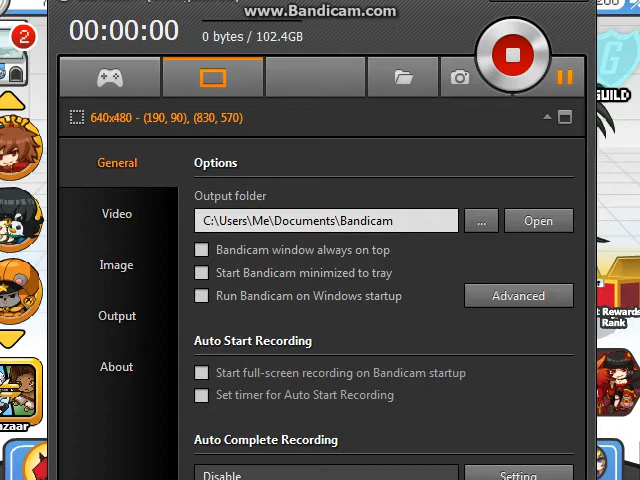 www.Bandicam.com
00:00:00
0 bytes / 102.4GB
2
640x480 - (190, 90), (830, 570)
GUILD
General
Options
Output folder
C:\Users\Me\Documents\Bandicam
...
Open
Video
Bandicam window always on top
Image
Start Bandicam minimized to tray
Run Bandicam on Windows startup
Advanced
Output
Rewards
Rank
Auto Start Recording
About
Start full-screen recording on Bandicam startup
Set timer for Auto Start Recording
Auto Complete Recording
Disable
Setting